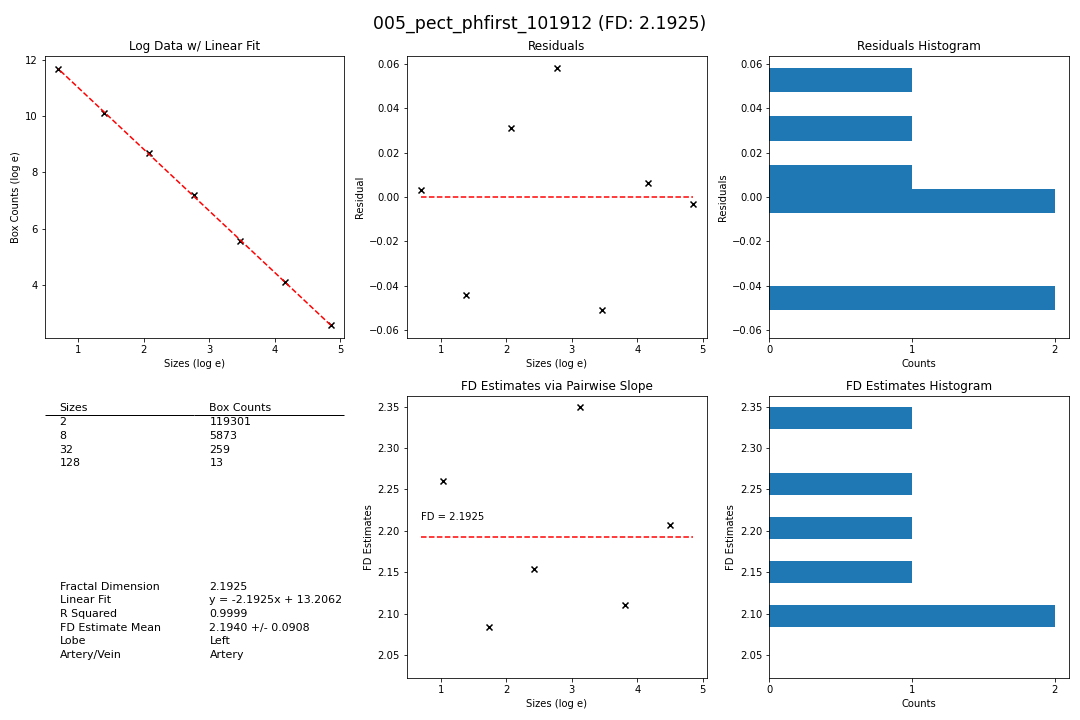 005_pect_phfirst_101912 (FD: 2.1925)
Log Data w/ Linear Fit
Box Counts (log e)
12
10
8
6
4
1 2 3 4 5
Sizes (log e)
Residuals
Residual
0.06
0.04
0.02
0.00
−0.02
−0.04
−0.06
1 2 3 4 5
Sizes (log e)
Residuals Histogram
Residuals
0.06
0.04
0.02
0.00
−0.02
−0.04
−0.06
0 1 2
Counts
Sizes Box Counts
2 119301
8 5873
32 259
128 13
Fractal Dimension 2.1925
Linear Fit y = -2.1925x + 13.2062
R Squared 0.9999
FD Estimate Mean 2.1940 +/- 0.0908
Lobe Left
Artery/Vein Artery
FD Estimates via Pairwise Slope
FD Estimates
2.35
2.30
2.25
2.20
2.15
2.10
2.05
FD = 2.1925
1 2 3 4 5
Sizes (log e)
FD Estimates Histogram
FD Estimates
2.35
2.30
2.25
2.20
2.15
2.10
2.05
0 1 2
Counts